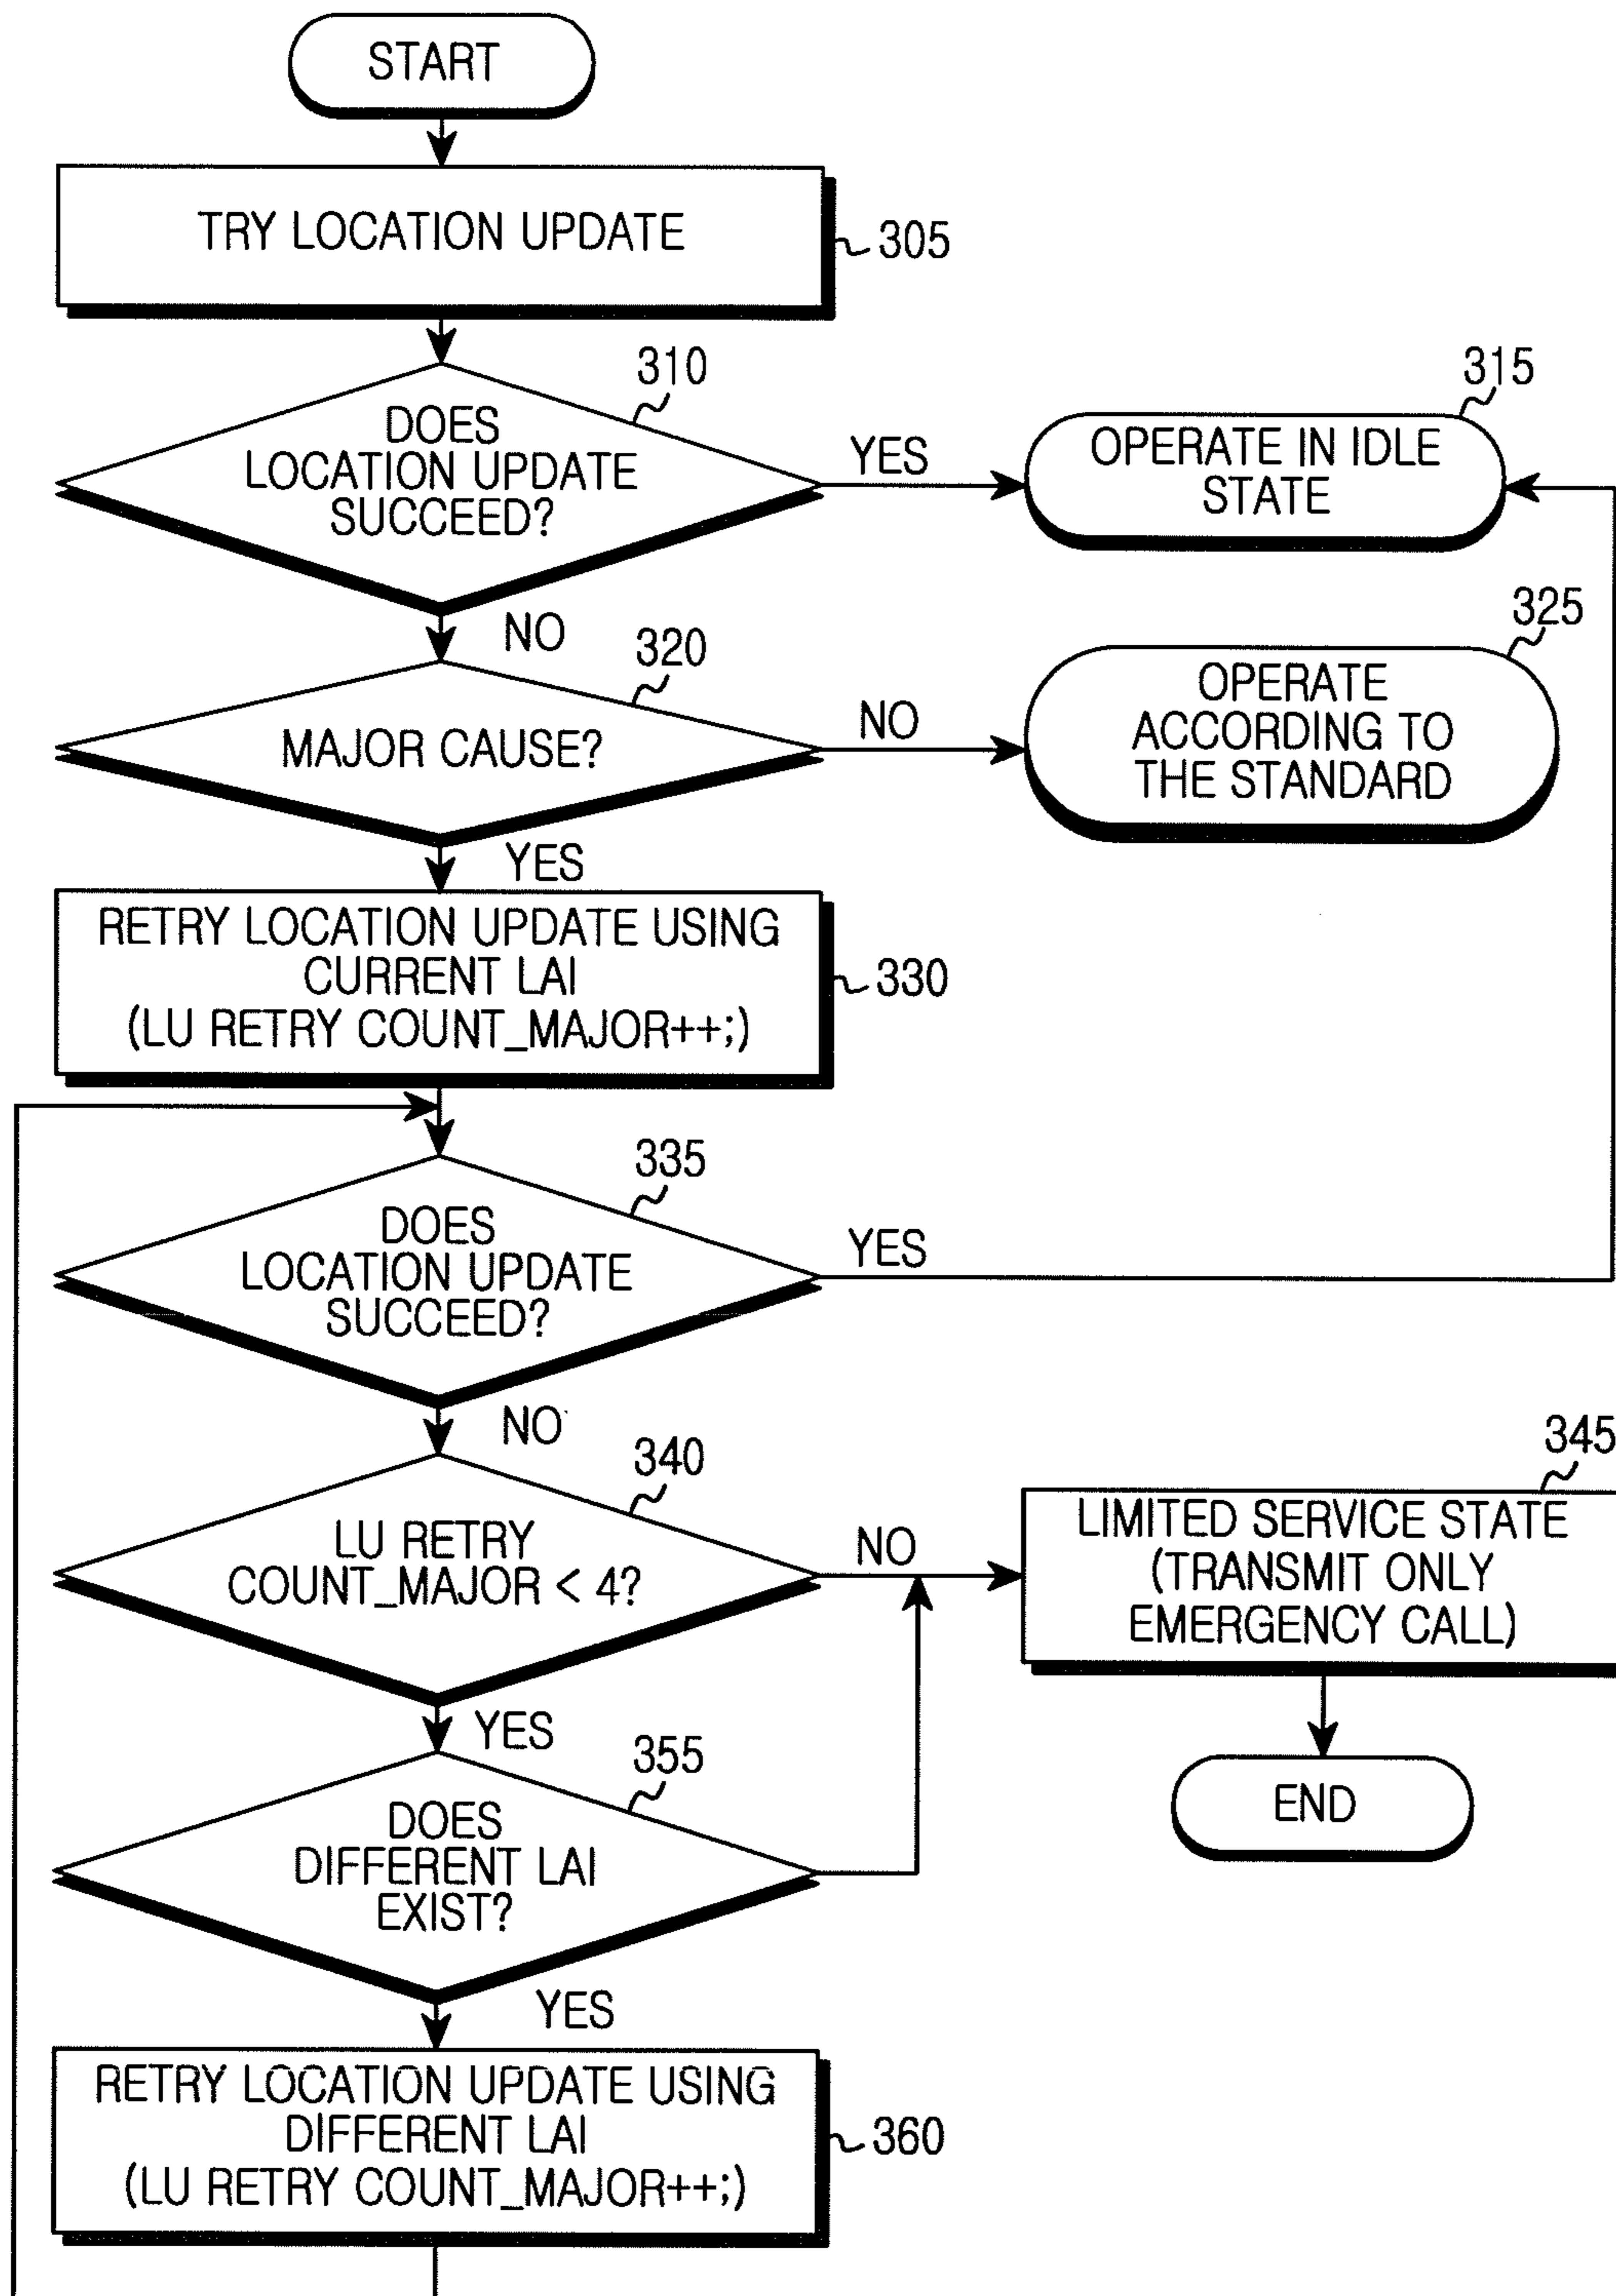 START
TRY LOCATION UPDATE
305
310
DOES
LOCATION UPDATE
SUCCEED?
YES
315
OPERATE IN IDLE
STATE
NO
320
MAJOR CAUSE?
NO
325
OPERATE
ACCORDING TO
THE STANDARD
YES
RETRY LOCATION UPDATE USING
CURRENT LAI
(LU RETRY COUNT_MAJOR++;)
330
335
DOES
LOCATION UPDATE
SUCCEED?
YES
NO
340
LU RETRY
COUNT_MAJOR < 4?
NO
345
LIMITED SERVICE STATE
(TRANSMIT ONLY
EMERGENCY CALL)
YES
355
DOES
DIFFERENT LAI
EXIST?
END
YES
RETRY LOCATION UPDATE USING
DIFFERENT LAI
(LU RETRY COUNT_MAJOR++;)
360